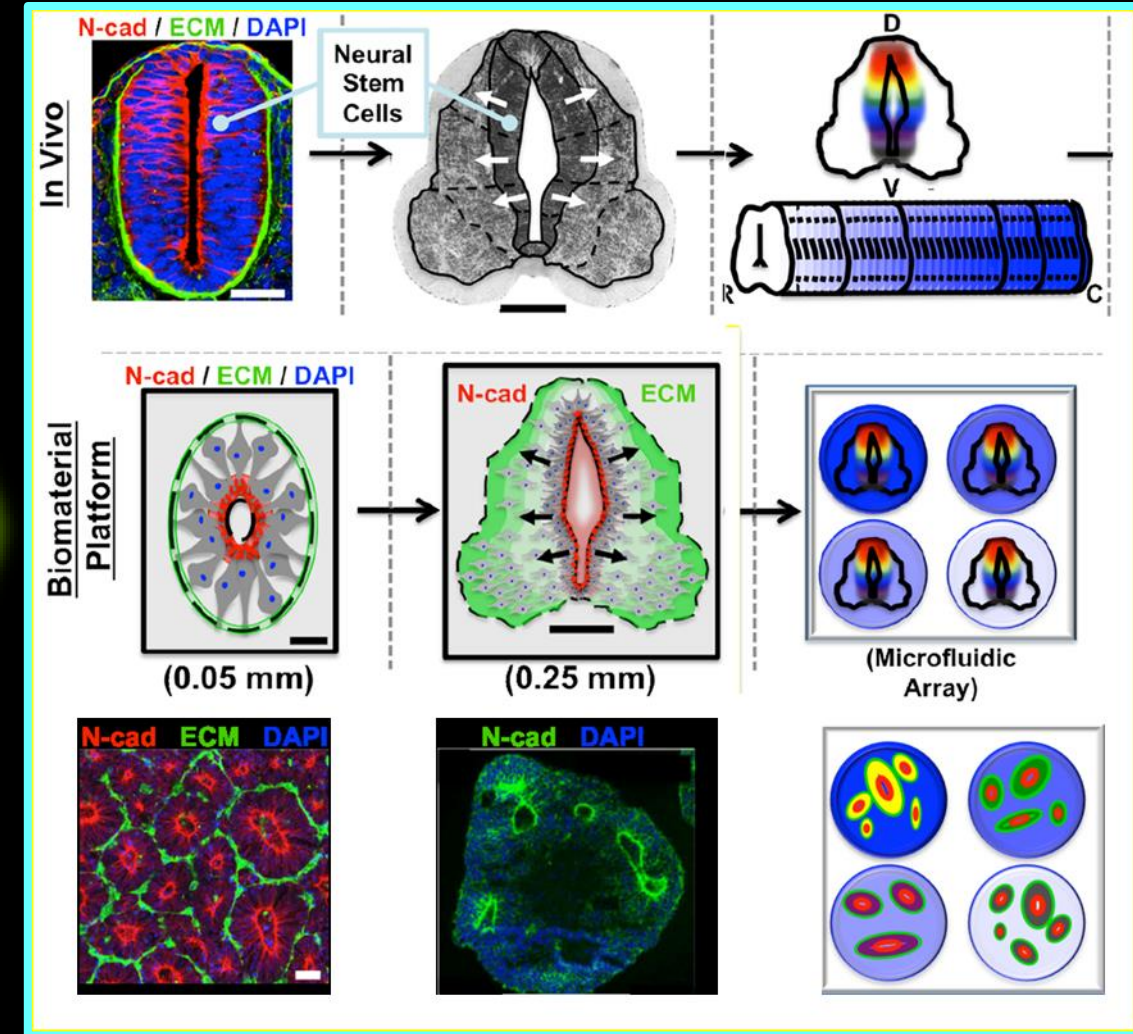 N-cad / ECM / DAPI
Neural
Stem
Cells
D
V
R
C
In Vivo
N-cad / ECM / DAPI
N-cad
ECM
Biomaterial
Platform
(0.05 mm)
(0.25 mm)
(Microfluidic
Array)
N-cad ECM DAPI
N-cad DAPI